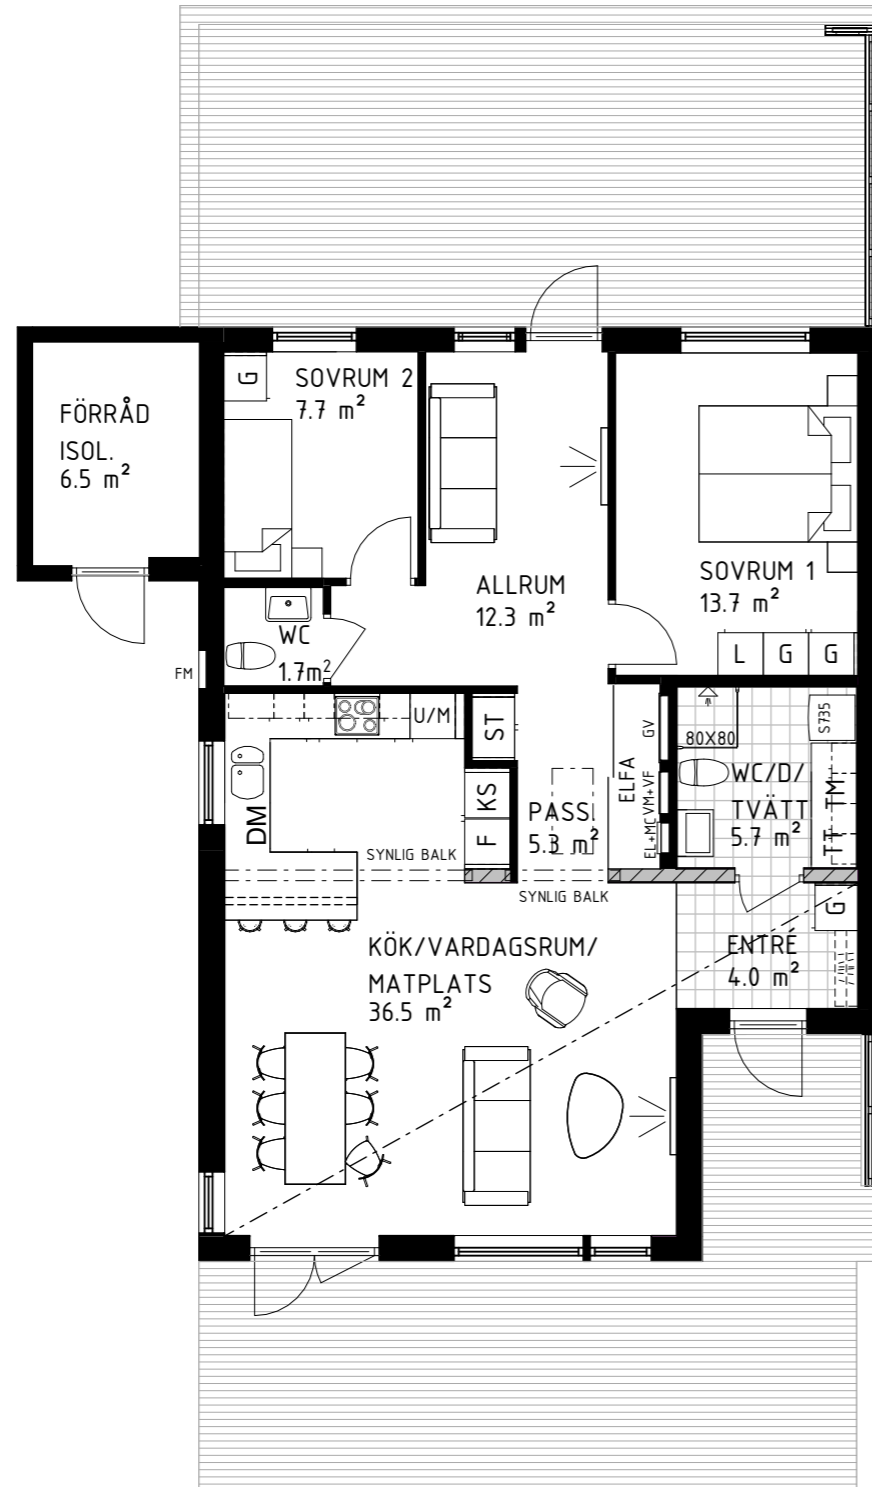 G
SOVRUM 2
7.7 m²
FÖRRÅD
ISOL.
6.5 m²
ALLRUM
12.3 m²
SOVRUM 1
13.7 m²
WC
1.7m²
L
G
G
FM
U/M
ST
GV
80X80
S735
DM
KS
F
ELFA
VM+VF
EL+MC
WC/D/
TVÄTT
5.7 m²
TM
TT
PASS.
5.3 m²
SYNLIG BALK
SYNLIG BALK
G
ENTRÉ
4.0 m²
KÖK/VARDAGSRUM/
MATPLATS
36.5 m²